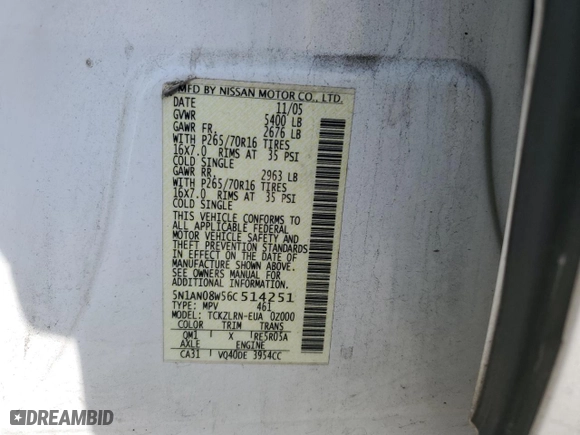 MFD BY NISSAN MOTOR CO., LTD.
DATE 11/05
GVWR 5400 LB
GAWR FR. 2676 LB
WITH P265/70R16 TIRES
16X7.0 RIMS AT 35 PSI
COLD SINGLE
GAWR RR. 2963 LB
WITH P265/70R16 TIRES
16X7.0 RIMS AT 35 PSI
COLD SINGLE
THIS VEHICLE CONFORMS TO
ALL APPLICABLE FEDERAL
MOTOR VEHICLE SAFETY AND
THEFT PREVENTION STANDARDS
IN EFFECT ON THE DATE OF
MANUFACTURE SHOWN ABOVE.
SEE OWNERS MANUAL FOR
ADDITIONAL INFORMATION.
5N1AN08W56C514251
TYPE: MPV 461
MODEL: TCKZLRN-EUA 02000
COLOR TRIM TRANS
QM1 X RE5R05A
AXLE ENGINE
CA31 VQ40DE 3954CC
DREAMBID